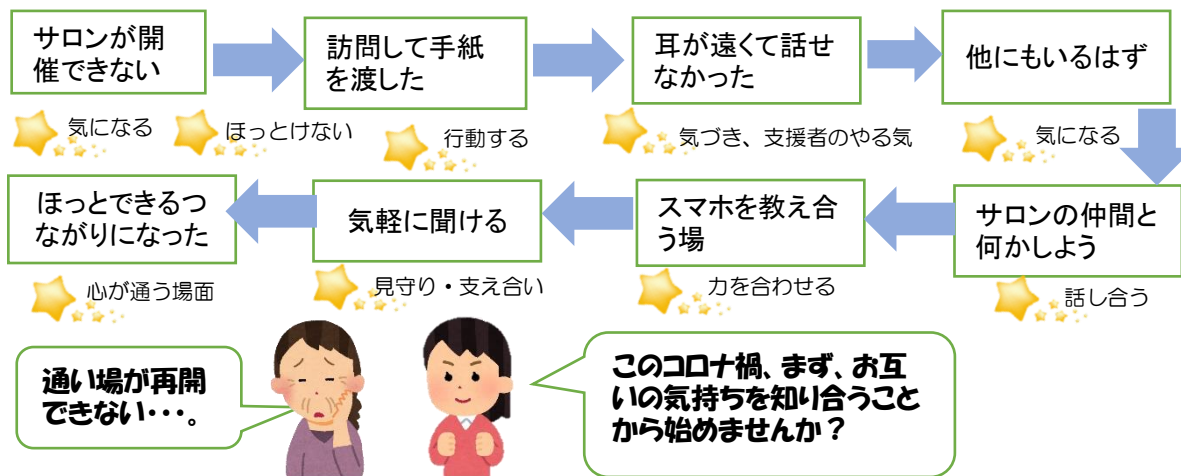 サロンが開
催できない
訪問して手紙
を渡した
耳が遠くて話せ
なかった
他にもいるはず
気になる
ほっとけない
行動する
気づき、支援者のやる気
気になる
サロンの仲間と
何かしよう
話し合う
スマホを教え合
う場
力を合わせる
気軽に聞ける
見守り・支え合い
ほっとできるつ
ながりになった
心が通う場面
通い場が再開
できない・・・。
このコロナ禍、まず、お互
いの気持ちを知り合うこと
から始めませんか？